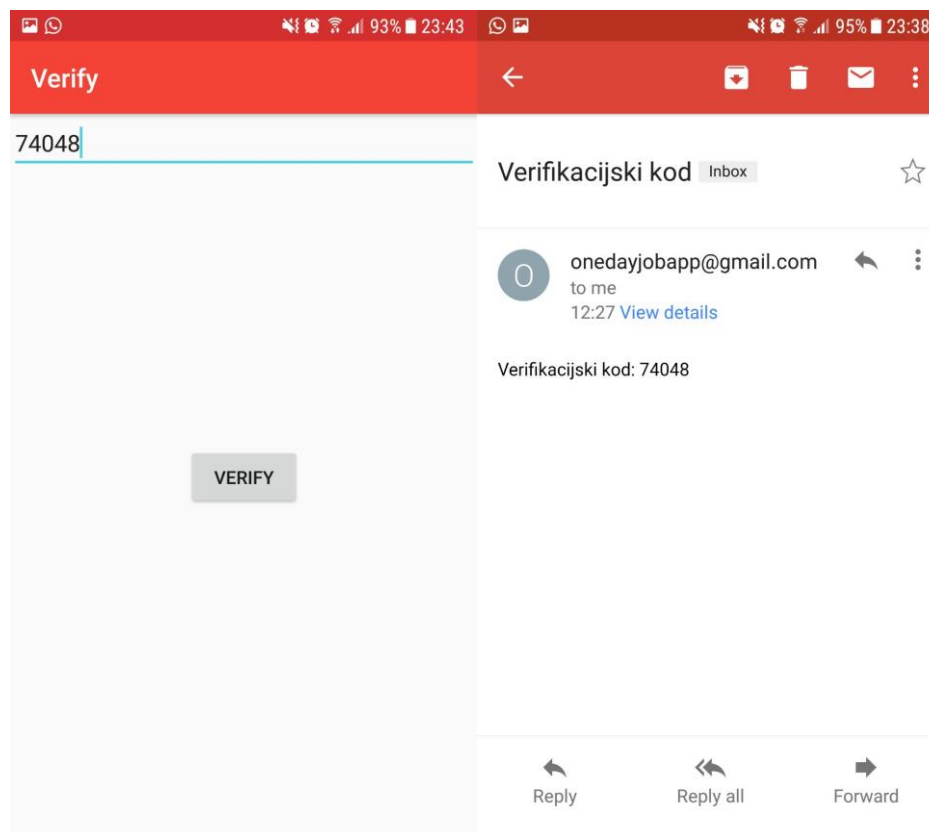 93% 23:43
Verify
74048
VERIFY
95% 23:38
Verifikacijski kod Inbox
O
onedayjobapp@gmail.com
to me
12:27 View details
Verifikacijski kod: 74048
Reply Reply all Forward